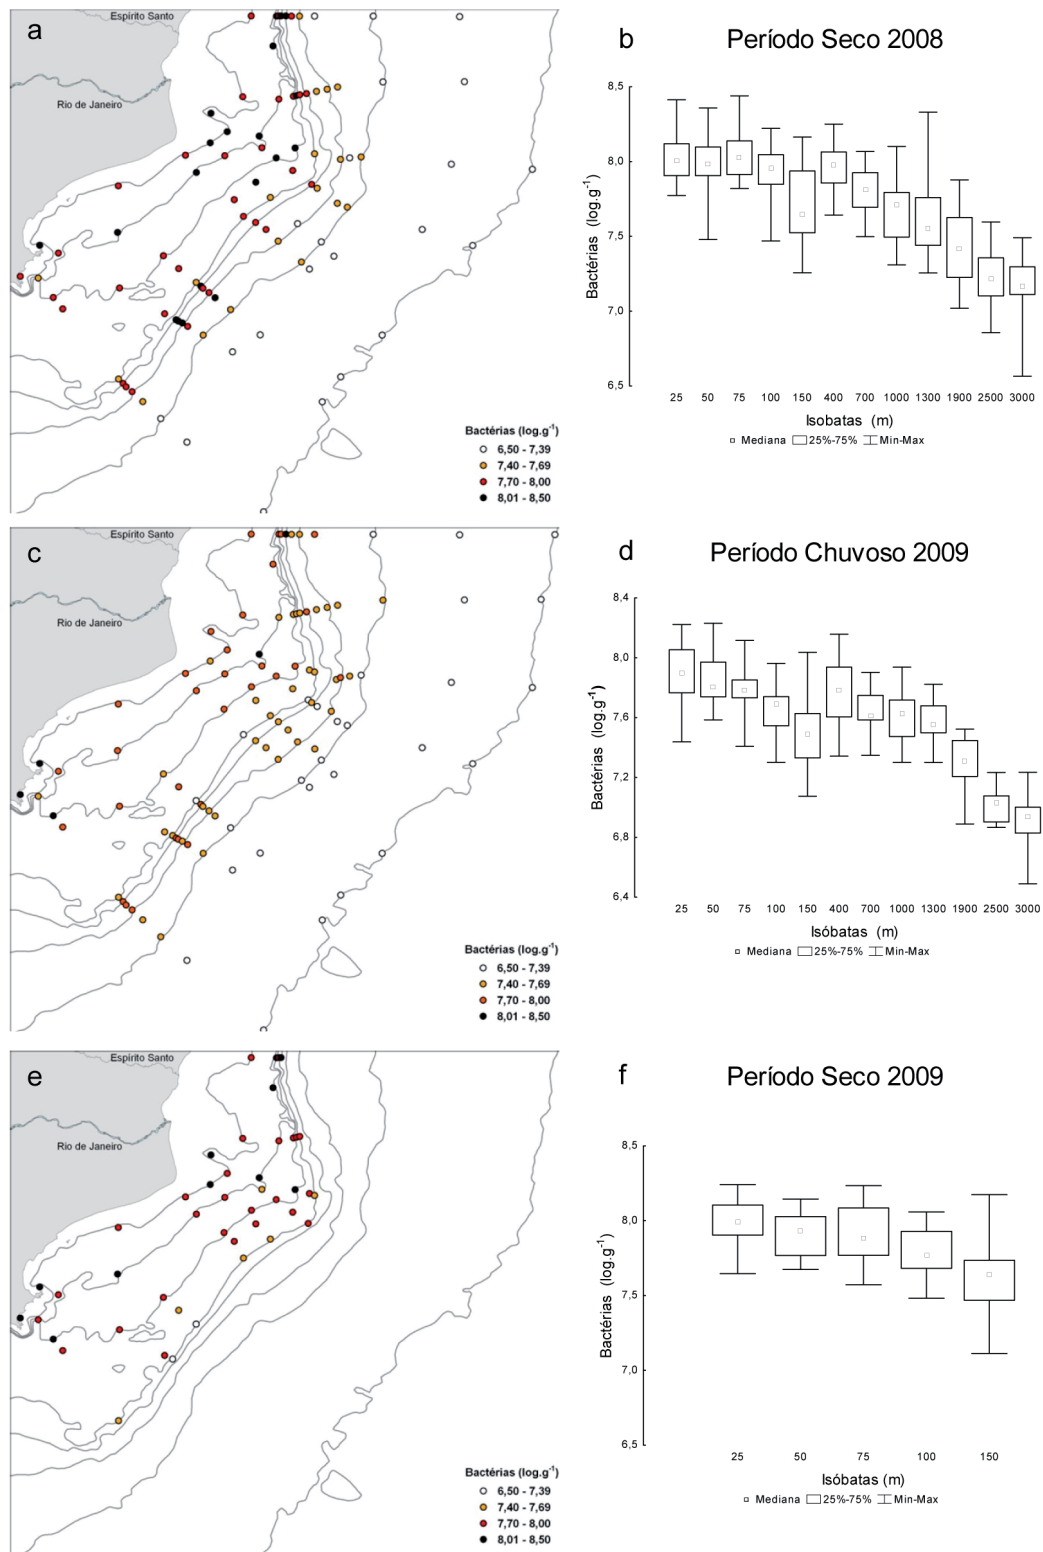 a
Espírito Santo
Rio de Janeiro
Bactérias (log.g-1)
6,50 - 7,39
7,40 - 7,69
7,70 - 8,00
8,01 - 8,50
b
Período Seco 2008
8,5
8,0
7,5
7,0
6,5
Bactérias (log.g-1)
25 50 75 100 150 400 700 1000 1300 1900 2500 3000
Isobatas (m)
Mediana 25%-75% Min-Max
c
Espírito Santo
Rio de Janeiro
Bactérias (log.g-1)
6,50 - 7,39
7,40 - 7,69
7,70 - 8,00
8,01 - 8,50
d
Período Chuvoso 2009
8,4
8,0
7,6
7,2
6,8
6,4
Bactérias (log.g-1)
25 50 75 100 150 400 700 1000 1300 1900 2500 3000
Isóbatas (m)
Mediana 25%-75% Min-Max
e
Espírito Santo
Rio de Janeiro
Bactérias (log.g-1)
6,50 - 7,39
7,40 - 7,69
7,70 - 8,00
8,01 - 8,50
f
Período Seco 2009
8,5
8,0
7,5
7,0
6,5
Bactérias (log.g-1)
25 50 75 100 150
Isóbatas (m)
Mediana 25%-75% Min-Max